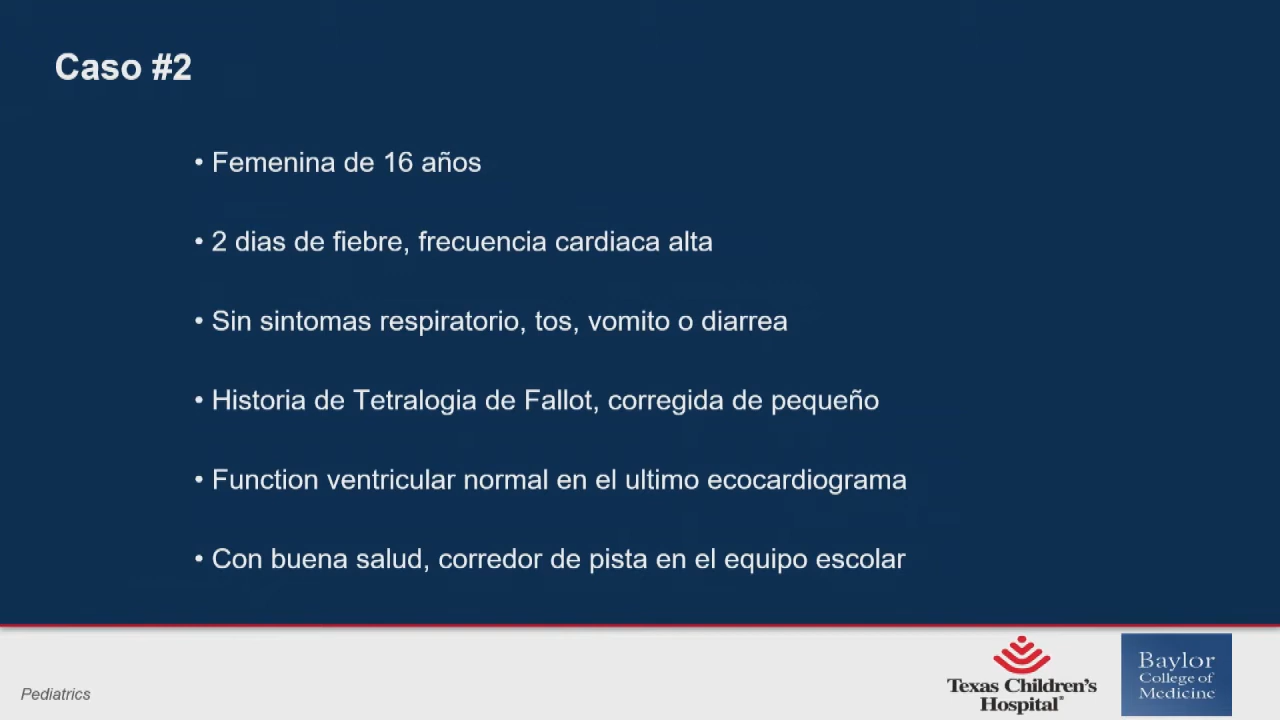 Caso #2
• Femenina de 16 años
• 2 dias de fiebre, frecuencia cardiaca alta
• Sin sintomas respiratorio, tos, vomito o diarrea
• Historia de Tetralogia de Fallot, corregida de pequeño
• Function ventricular normal en el ultimo ecocardiograma
• Con buena salud, corredor de pista en el equipo escolar
Pediatrics
Texas Children's
Hospital®
Baylor
College of
Medicine